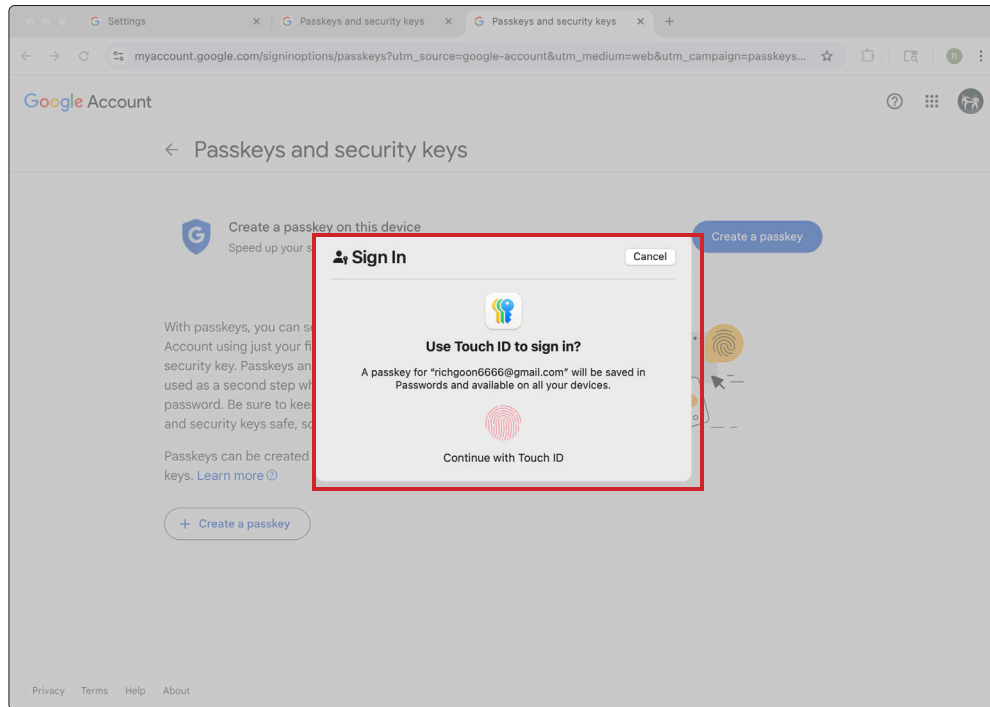 Settings
Passkeys and security keys
Passkeys and security keys
myaccount.google.com/signinoptions/passkeys?utm_source=google-account&utm_medium=web&utm_campaign=passkeys...
R
Google Account
Passkeys and security keys
Create a passkey on this device
Speed up your
Create a passkey
Sign In
Cancel
Use Touch ID to sign in?
A passkey for “richgoon6666@gmail.com” will be saved in
Passwords and available on all your devices.
Continue with Touch ID
With passkeys, you can
Account using just your
security key. Passkeys
used as a second step
password. Be sure to
and security keys safe,
Passkeys can be created
keys. Learn more
+ Create a passkey
Privacy Terms Help About